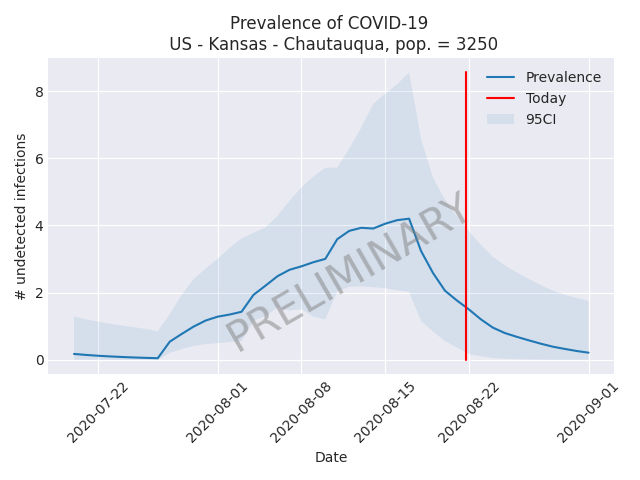 Prevalence of COVID-19
US - Kansas - Chautauqua, pop. = 3250
Prevalence
Today
95CI
PRELIMINARY
# undetected infections
8
6
4
2
0
2020-07-22
2020-08-01
2020-08-08
2020-08-15
2020-08-22
2020-09-01
Date